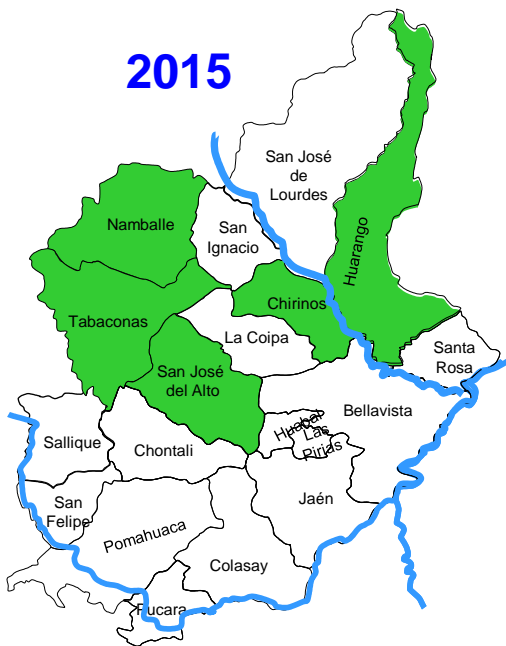 2015
San José
de
Lourdes
Namballe
San
Ignacio
Huarango
Chirinos
Tabaconas
La Coipa
Santa
Rosa
San José
del Alto
Bellavista
Huabal
Las
Pirias
Sallique
Chontali
Jaén
San
Felipe
Pomahuaca
Colasay
Pucara